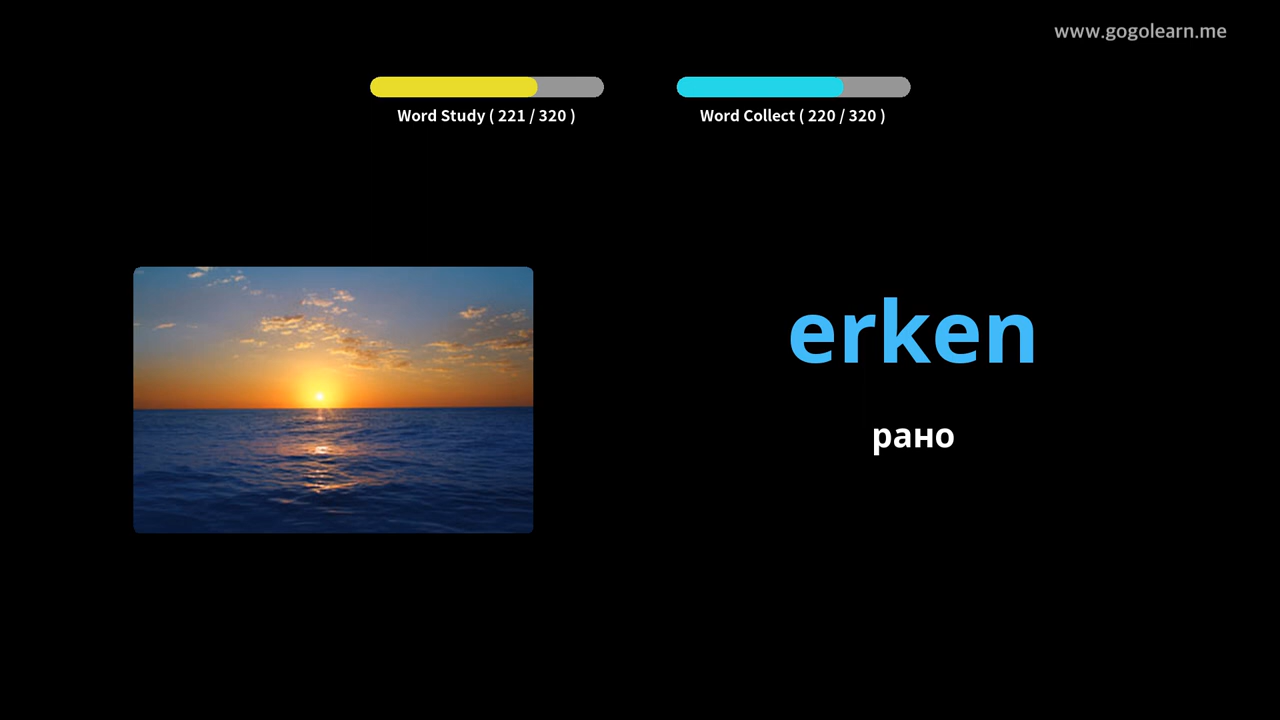 www.gogolearn.me
Word Study ( 221 / 320 )
Word Collect ( 220 / 320 )
erken
рано